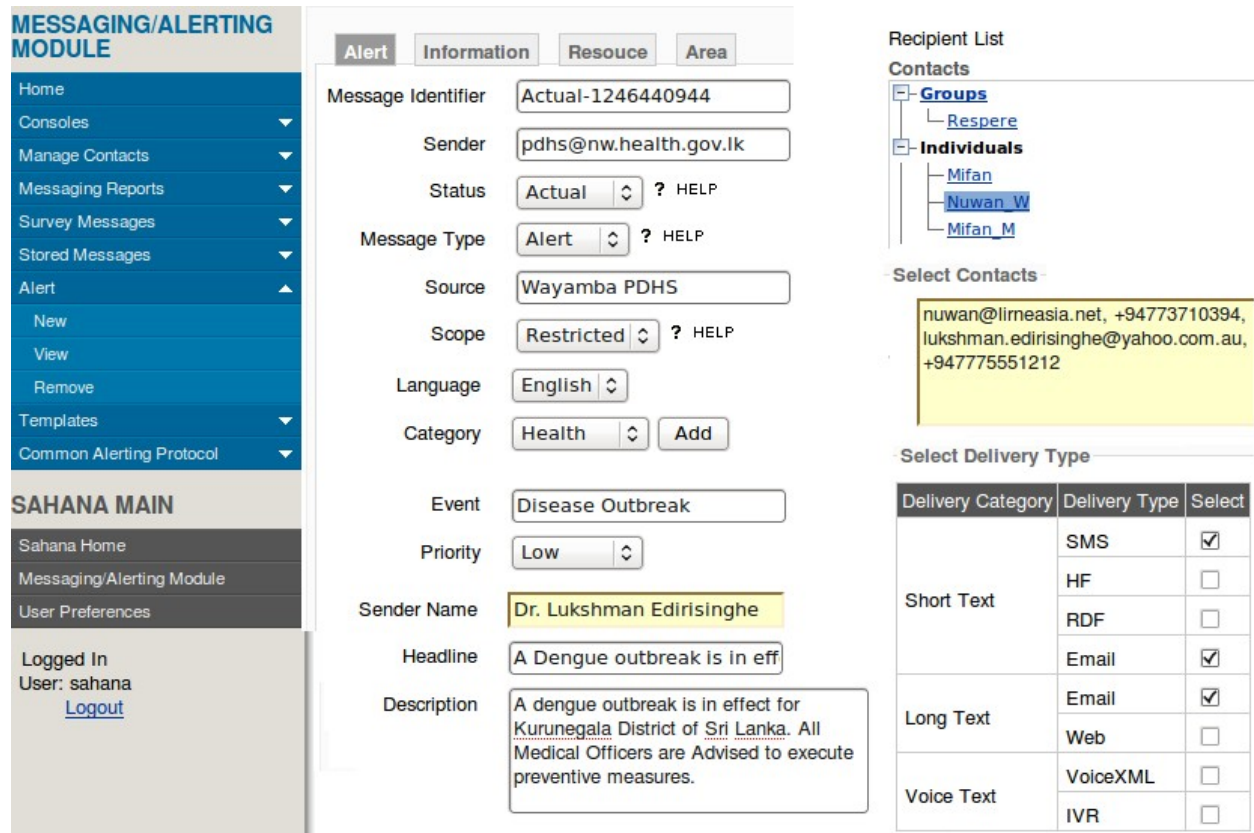 MESSAGING/ALERTING
MODULE
Home
Consoles
Manage Contacts
Messaging Reports
Survey Messages
Stored Messages
Alert
New
View
Remove
Templates
Common Alerting Protocol
SAHANA MAIN
Sahana Home
Messaging/Alerting Module
User Preferences
Logged In
User: sahana
Logout
Alert Information Resouce Area
Message Identifier Actual-1246440944
Sender pdhs@nw.health.gov.lk
Status Actual ? HELP
Message Type Alert ? HELP
Source Wayamba PDHS
Scope Restricted ? HELP
Language English
Category Health Add
Event Disease Outbreak
Priority Low
Sender Name Dr. Lukshman Edirisinghe
Headline A Dengue outbreak is in eff
Description A dengue outbreak is in effect for
Kurunegala District of Sri Lanka. All
Medical Officers are Advised to execute
preventive measures.
Recipient List
Contacts
Groups
Respere
Individuals
Mifan
Nuwan_W
Mifan_M
Select Contacts
nuwan@lirneasia.net, +94773710394,
lukshman.edirisinghe@yahoo.com.au,
+947775551212
Select Delivery Type
Delivery Category Delivery Type Select
Short Text
SMS
HF
RDF
Email
Long Text
Email
Web
Voice Text
VoiceXML
IVR